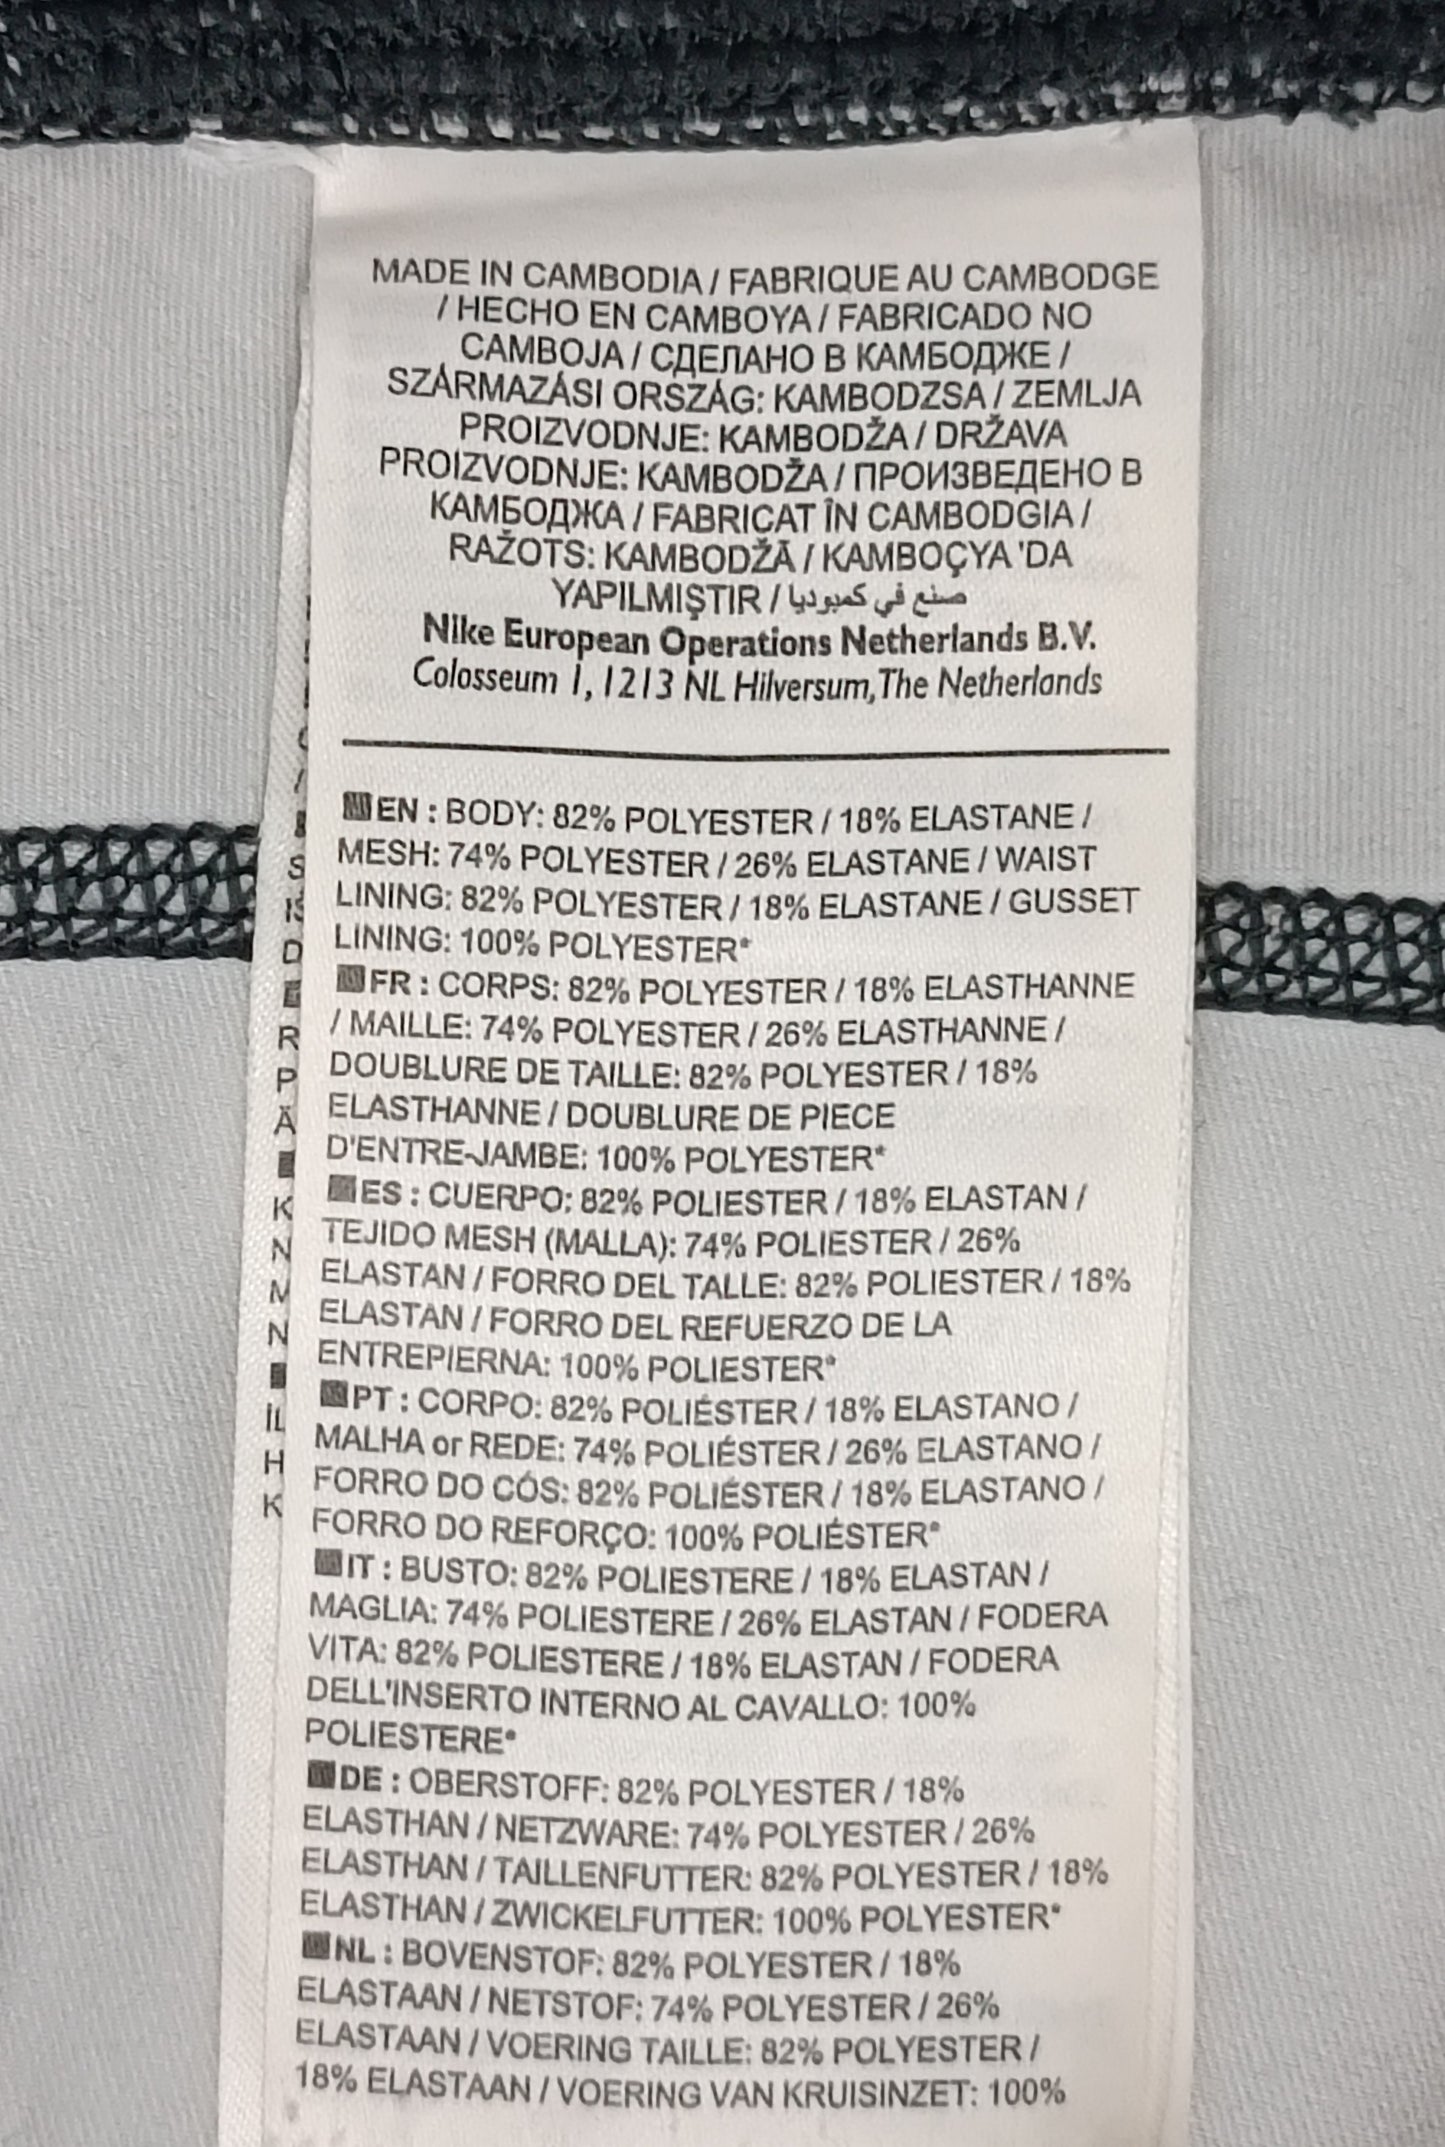 MADE IN CAMBODIA / FABRIQUE AU CAMBODGE
/ HECHO EN CAMBOYA / FABRICADO NO
CAMBOJA / СДЕЛАНО В КАМБОДЖЕ /
SZÁRMAZÁSI ORSZÁG: KAMBODZSA / ZEMLJA
PROIZVODNJE: KAMBODŽA / DRŽAVA
PROIZVODNJE: KAMBODŽA / ПРОИЗВЕДЕНО В
КАМБОДЖА / FABRICAT ÎN CAMBODGIA /
RAŽOTS: KAMBODŽĀ / KAMBOÇYA 'DA
YAPILMIŞTIR / صنع في كمبوديا
Nike European Operations Netherlands B.V.
Colosseum 1, 1213 NL Hilversum, The Netherlands
EN : BODY: 82% POLYESTER / 18% ELASTANE /
MESH: 74% POLYESTER / 26% ELASTANE / WAIST
LINING: 82% POLYESTER / 18% ELASTANE / GUSSET
LINING: 100% POLYESTER*
FR : CORPS: 82% POLYESTER / 18% ELASTHANNE
/ MAILLE: 74% POLYESTER / 26% ELASTHANNE /
DOUBLURE DE TAILLE: 82% POLYESTER / 18%
ELASTHANNE / DOUBLURE DE PIECE
D'ENTRE-JAMBE: 100% POLYESTER*
ES : CUERPO: 82% POLIESTER / 18% ELASTAN /
TEJIDO MESH (MALLA): 74% POLIESTER / 26%
ELASTAN / FORRO DEL TALLE: 82% POLIESTER / 18%
ELASTAN / FORRO DEL REFUERZO DE LA
ENTREPIERNA: 100% POLIESTER*
PT : CORPO: 82% POLIÉSTER / 18% ELASTANO /
MALHA or REDE: 74% POLIÉSTER / 26% ELASTANO /
FORRO DO CÓS: 82% POLIÉSTER / 18% ELASTANO /
FORRO DO REFORÇO: 100% POLIÉSTER*
IT : BUSTO: 82% POLIESTERE / 18% ELASTAN /
MAGLIA: 74% POLIESTERE / 26% ELASTAN / FODERA
VITA: 82% POLIESTERE / 18% ELASTAN / FODERA
DELL'INSERTO INTERNO AL CAVALLO: 100%
POLIESTERE*
DE : OBERSTOFF: 82% POLYESTER / 18%
ELASTHAN / NETZWARE: 74% POLYESTER / 26%
ELASTHAN / TAILLENFUTTER: 82% POLYESTER / 18%
ELASTHAN / ZWICKELFUTTER: 100% POLYESTER*
NL : BOVENSTOF: 82% POLYESTER / 18%
ELASTAAN / NETSTOF: 74% POLYESTER / 26%
ELASTAAN / VOERING TAILLE: 82% POLYESTER /
18% ELASTAAN / VOERING VAN KRUISINZET: 100%